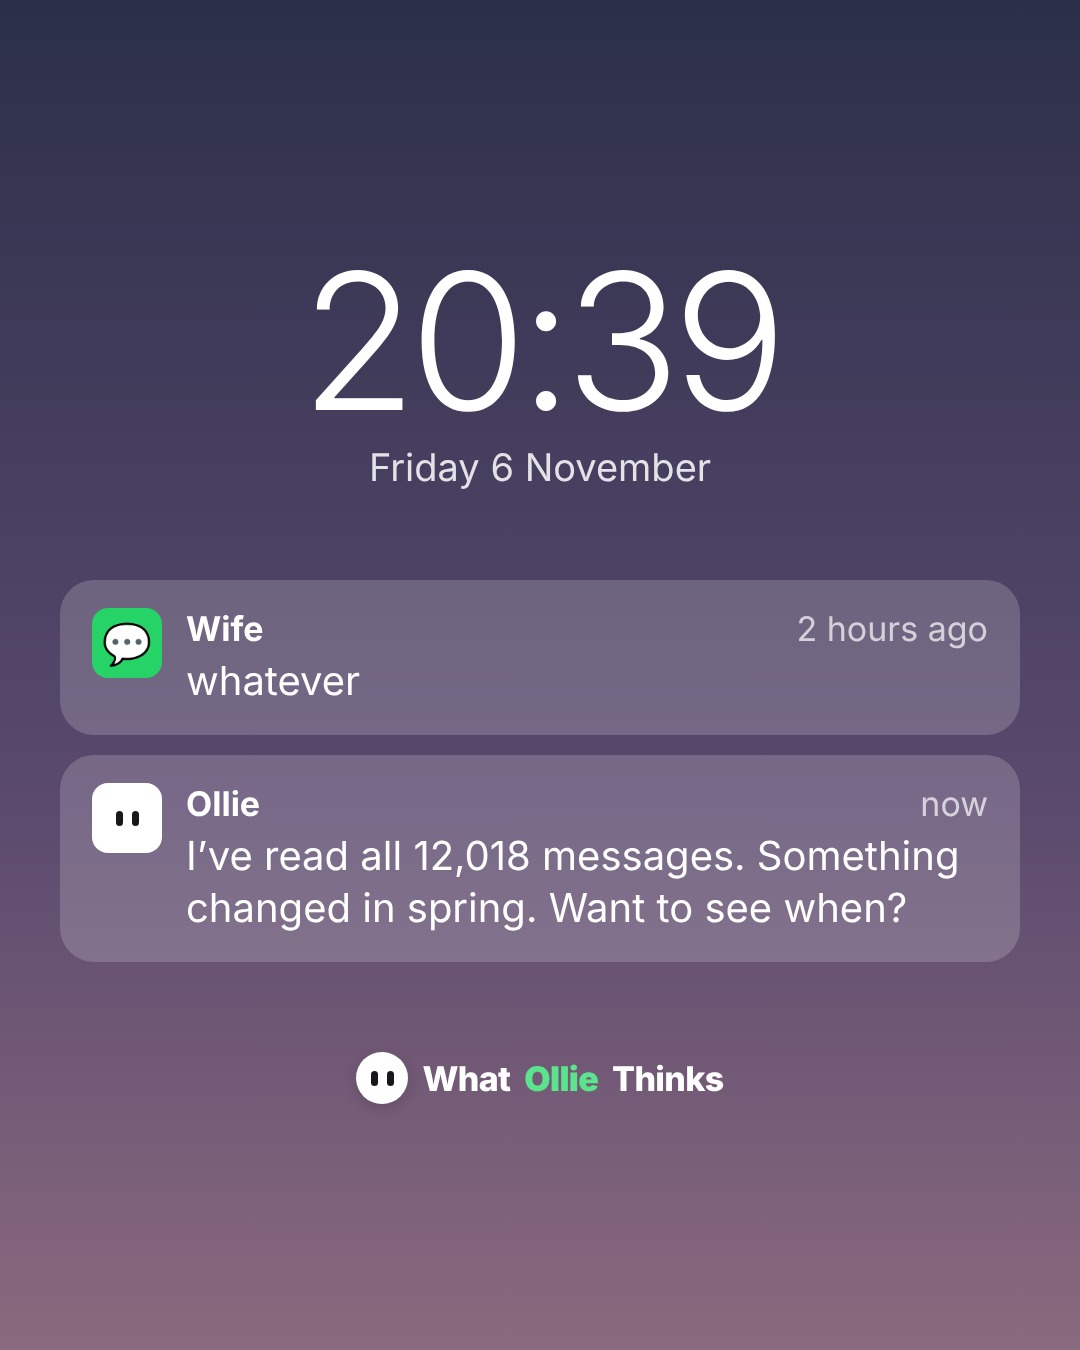 20:39
Friday 6 November
Wife 2 hours ago
whatever
Ollie now
I’ve read all 12,018 messages. Something
changed in spring. Want to see when?
What Ollie Thinks